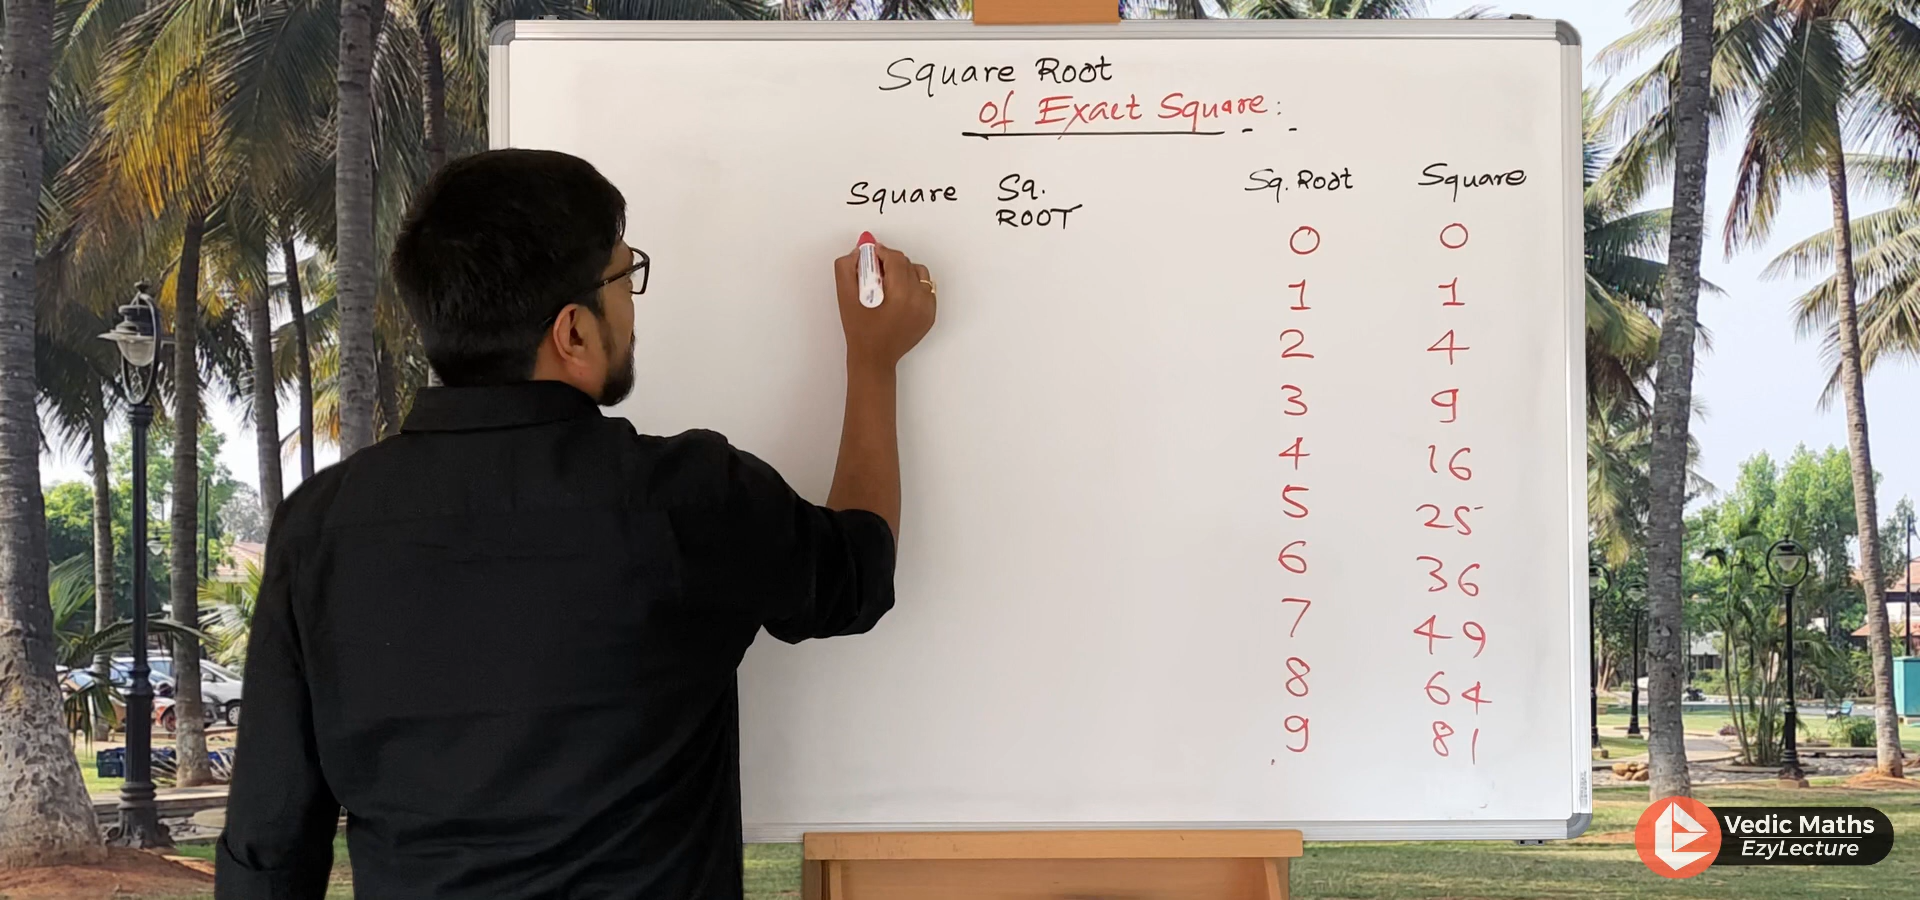 Square Root
of Exact Square:
Square Sq. ROOT
Sq. Root Square
0 0
1 1
2 4
3 9
4 16
5 25
6 36
7 49
8 64
9 81
Vedic Maths
EzyLecture